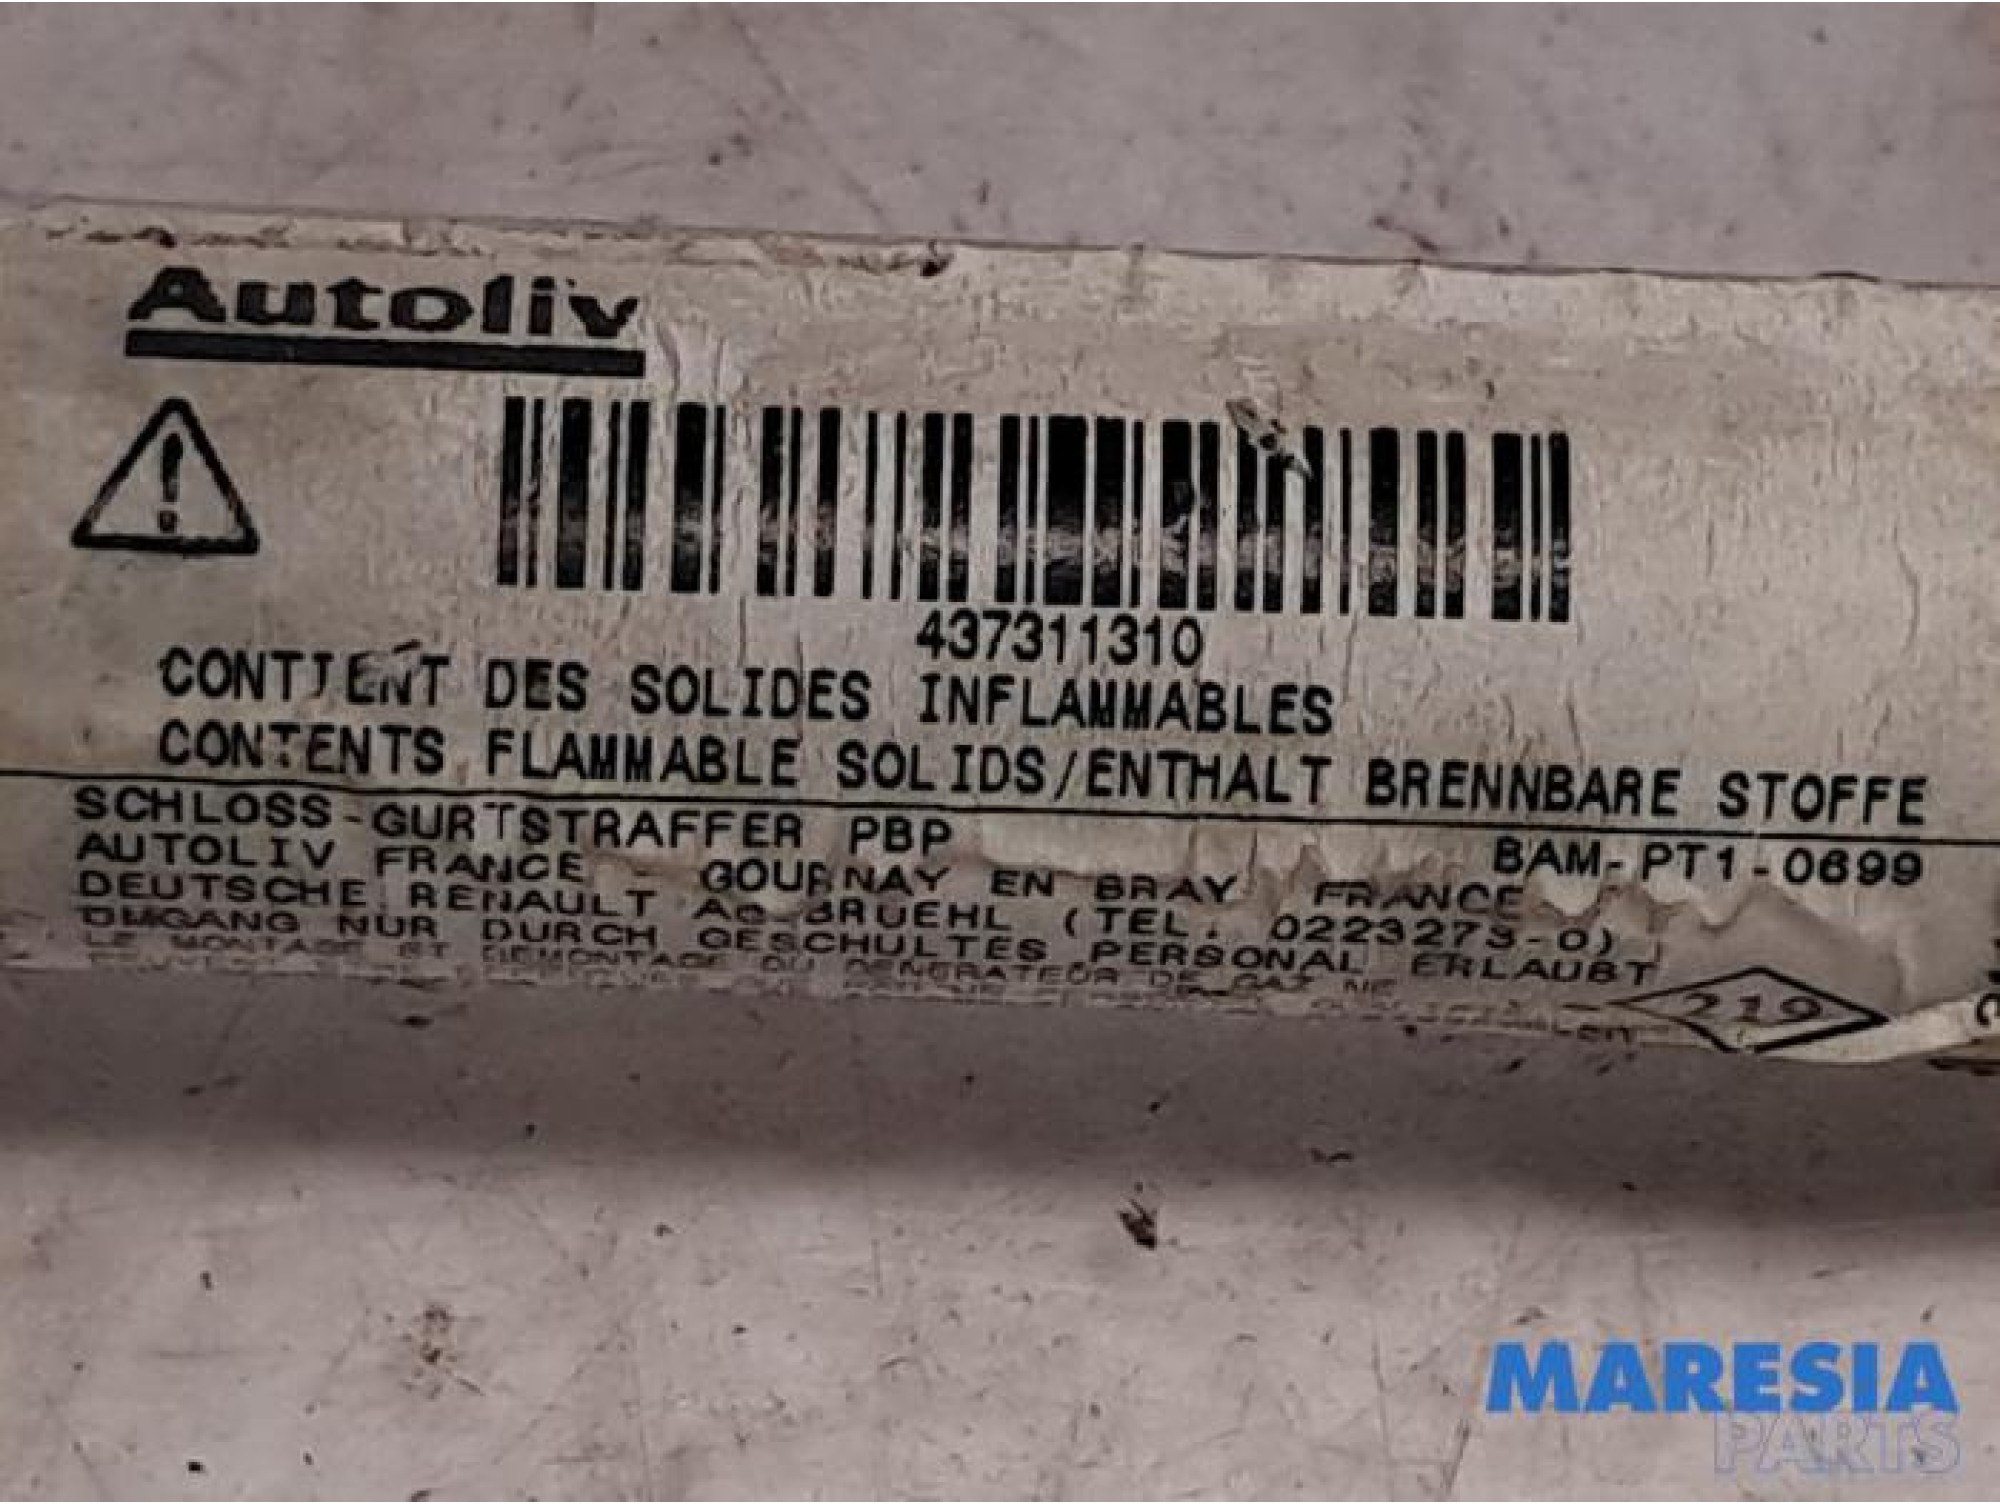 Autoliv
437311310
CONTIENT DES SOLIDES INFLAMMABLES
CONTENTS FLAMMABLE SOLIDS/ENTHALT BRENNBARE STOFFE
SCHLOSS-GURTSTRAFFER PBP BAM-PT1-0699
AUTOLIV FRANCE GOURNAY EN BRAY FRANCE
DEUTSCHE RENAULT AG BRUEHL (TEL. 0223273-0)
UMGANG NUR DURCH GESCHULTES PERSONAL ERLAUBT
LE MONTAGE ET DEMONTAGE DU GENERATEUR DE GAZ NE
219
MARESIA
PARTS